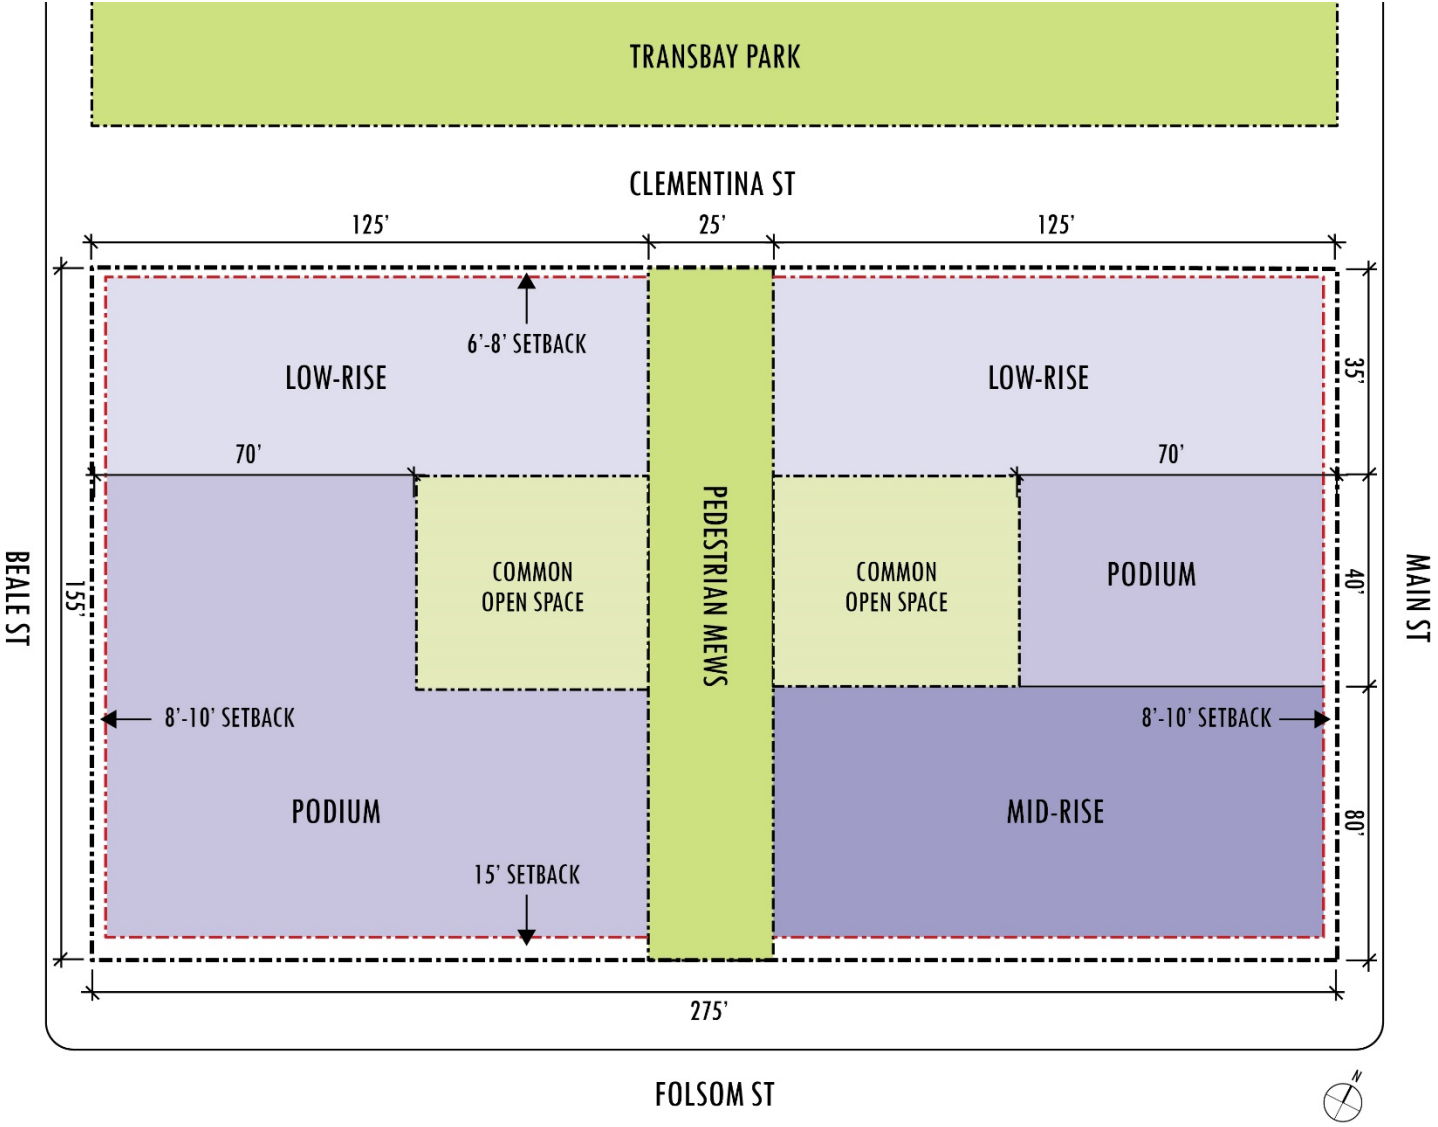 TRANSBAY PARK
CLEMENTINA ST
125’
25’
125’
6’-8’ SETBACK
LOW-RISE
LOW-RISE
35’
70’
70’
PEDESTRIAN MEWS
BEALE ST
155’
COMMON
OPEN SPACE
COMMON
OPEN SPACE
PODIUM
40’
MAIN ST
8’-10’ SETBACK
8’-10’ SETBACK
PODIUM
MID-RISE
80’
15’ SETBACK
275’
FOLSOM ST
N